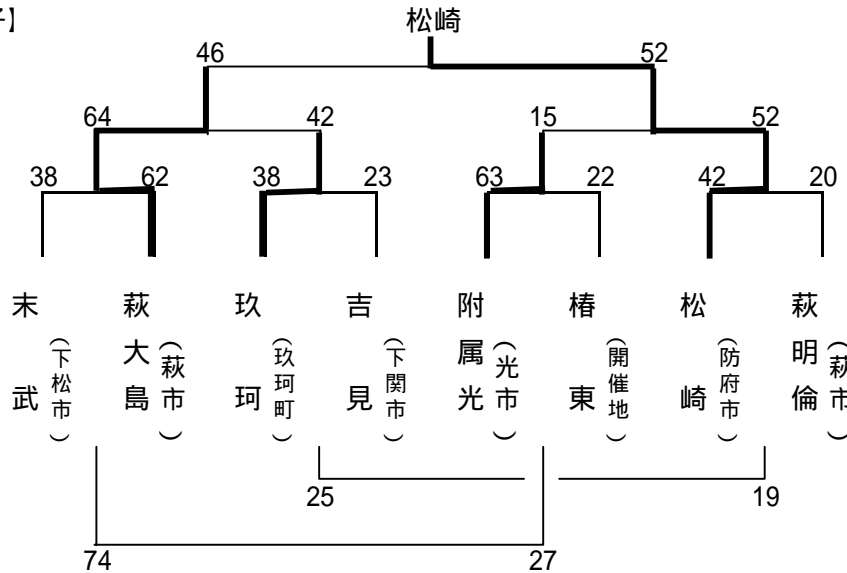 子】
松崎
46 52
64 42 15 52
38 62 38 23 63 22 42 20
末武（下松市）
萩大島（萩市）
玖珂（玖珂町）
吉見（下関市）
附属光（光市）
椿東（開催地）
松崎（防府市）
萩明倫（萩市）
25 19
74 27